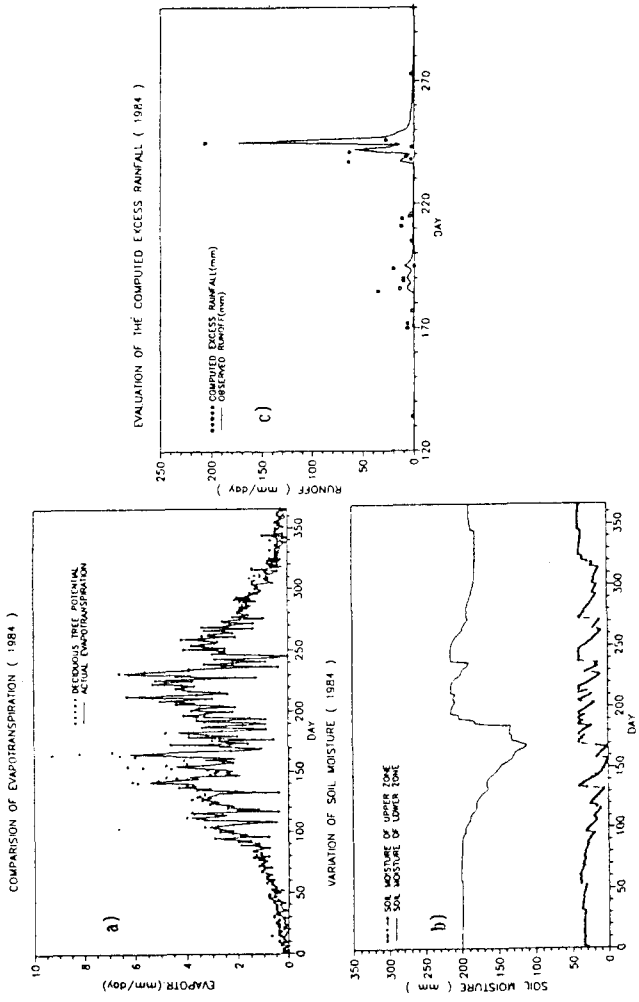 COMPARISION OF EVAPOTRANSPIRATION ( 1984 )
a)
DECIDUOUS TREE POTENTIAL
ACTUAL EVAPOTRANSPIRATION
EVAPOTR.(mm/day)
10
8
6
4
2
0
0 50 100 150 200 250 300 350
DAY
VARIATION OF SOIL MOISTURE ( 1984 )
b)
SOIL MOISTURE OF UPPER ZONE
SOIL MOISTURE OF LOWER ZONE
SOIL MOISTURE ( mm )
350
300
250
200
150
100
50
0
0 50 100 150 200 250 300 350
DAY
EVALUATION OF THE COMPUTED EXCESS RAINFALL ( 1984 )
c)
COMPUTED EXCESS RAINFALL(mm)
OBSERVED RUNOFF(mm)
RUNOFF ( mm/day )
250
200
150
100
50
0
120 170 220 270
DAY